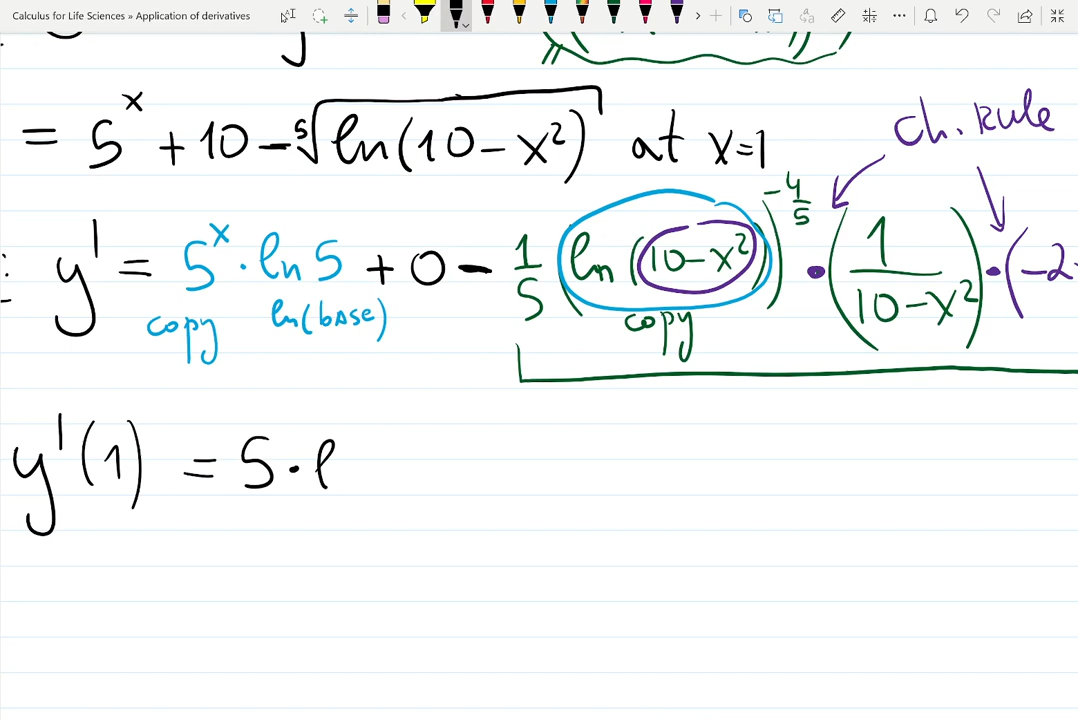 Calculus for Life Sciences » Application of derivatives
= 5^x + 10 - ⁵√ln(10-x²) at x=1
ch. Rule
: y' = 5^x · ln 5 + 0 - 1/5 (ln(10-x²))^(-4/5) · (1/(10-x²)) · (-2
copy ln(bAse) copy
y'(1) = 5 · l